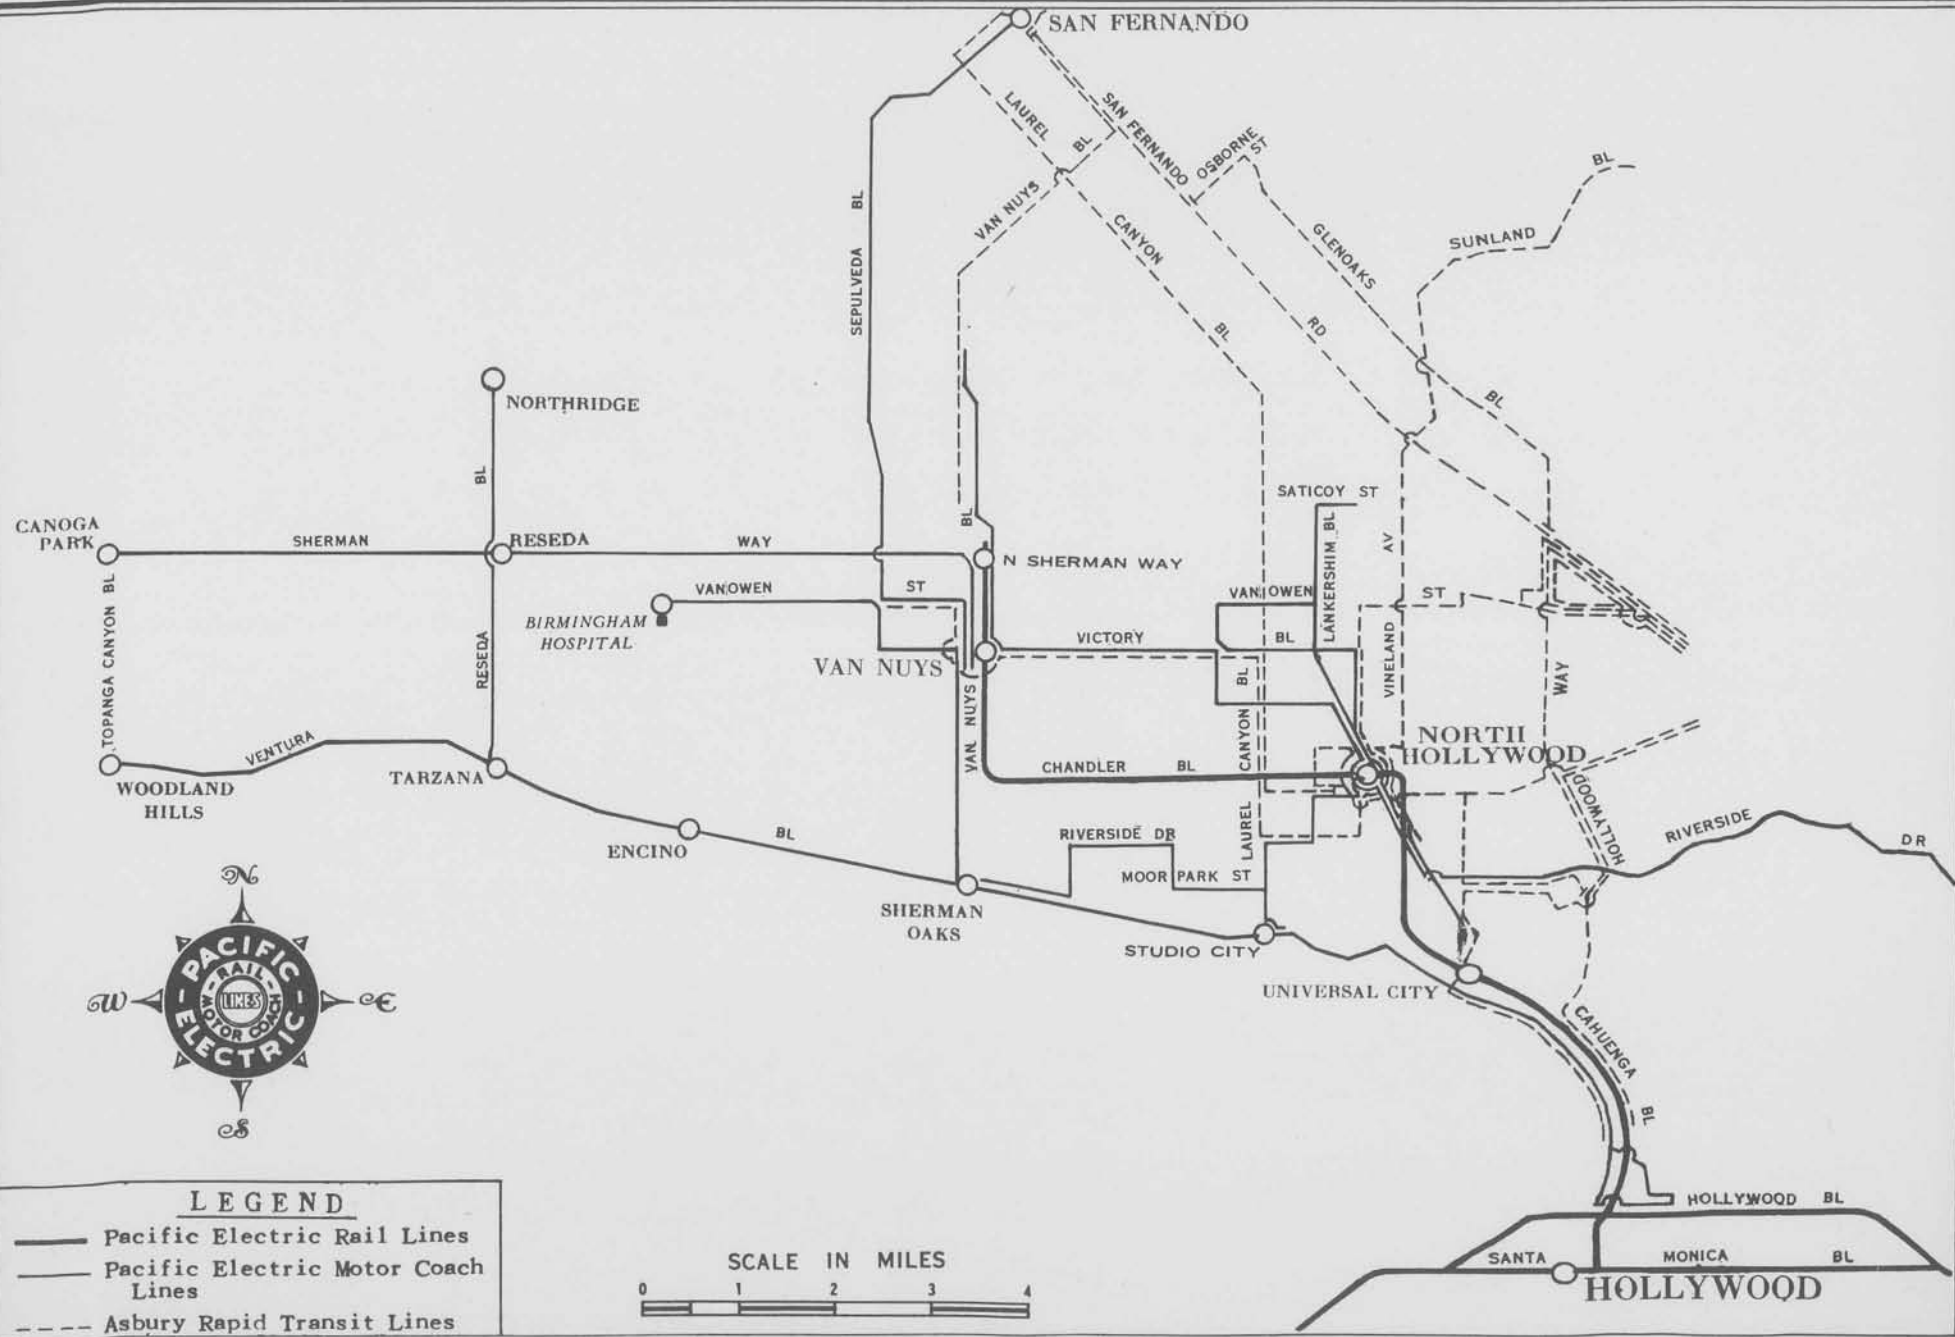 SAN FERNANDO
LAUREL
CANYON
BL
SAN FERNANDO
RD
VAN NUYS
BL
OSBORNE
ST
GLENOAKS
BL
SUNLAND
BL
SEPULVEDA
BL
NORTHRIDGE
BL
RESEDA
CANOGA
PARK
SHERMAN
RESEDA
WAY
BL
N SHERMAN WAY
SATICOY ST
LANKERSHIM BL
VINELAND
AV
VANOWEN
ST
VANOWEN
ST
BIRMINGHAM
HOSPITAL
TOPANGA CANYON BL
VICTORY
BL
VAN NUYS
VAN NUYS
WAY
HOLLYWOOD
NORTH
HOLLYWOOD
WOODLAND
HILLS
VENTURA
TARZANA
CHANDLER
BL
LAUREL
CANYON
BL
ENCINO
BL
RIVERSIDE DR
MOOR PARK ST
RIVERSIDE
DR
SHERMAN
OAKS
STUDIO CITY
UNIVERSAL CITY
CAHUENGA
BL
N
W
E
S
PACIFIC
ELECTRIC
RAIL
LINES
MOTOR COACH
LEGEND
Pacific Electric Rail Lines
Pacific Electric Motor Coach
Lines
Asbury Rapid Transit Lines
SCALE IN MILES
0 1 2 3 4
HOLLYWOOD BL
SANTA MONICA BL
HOLLYWOOD